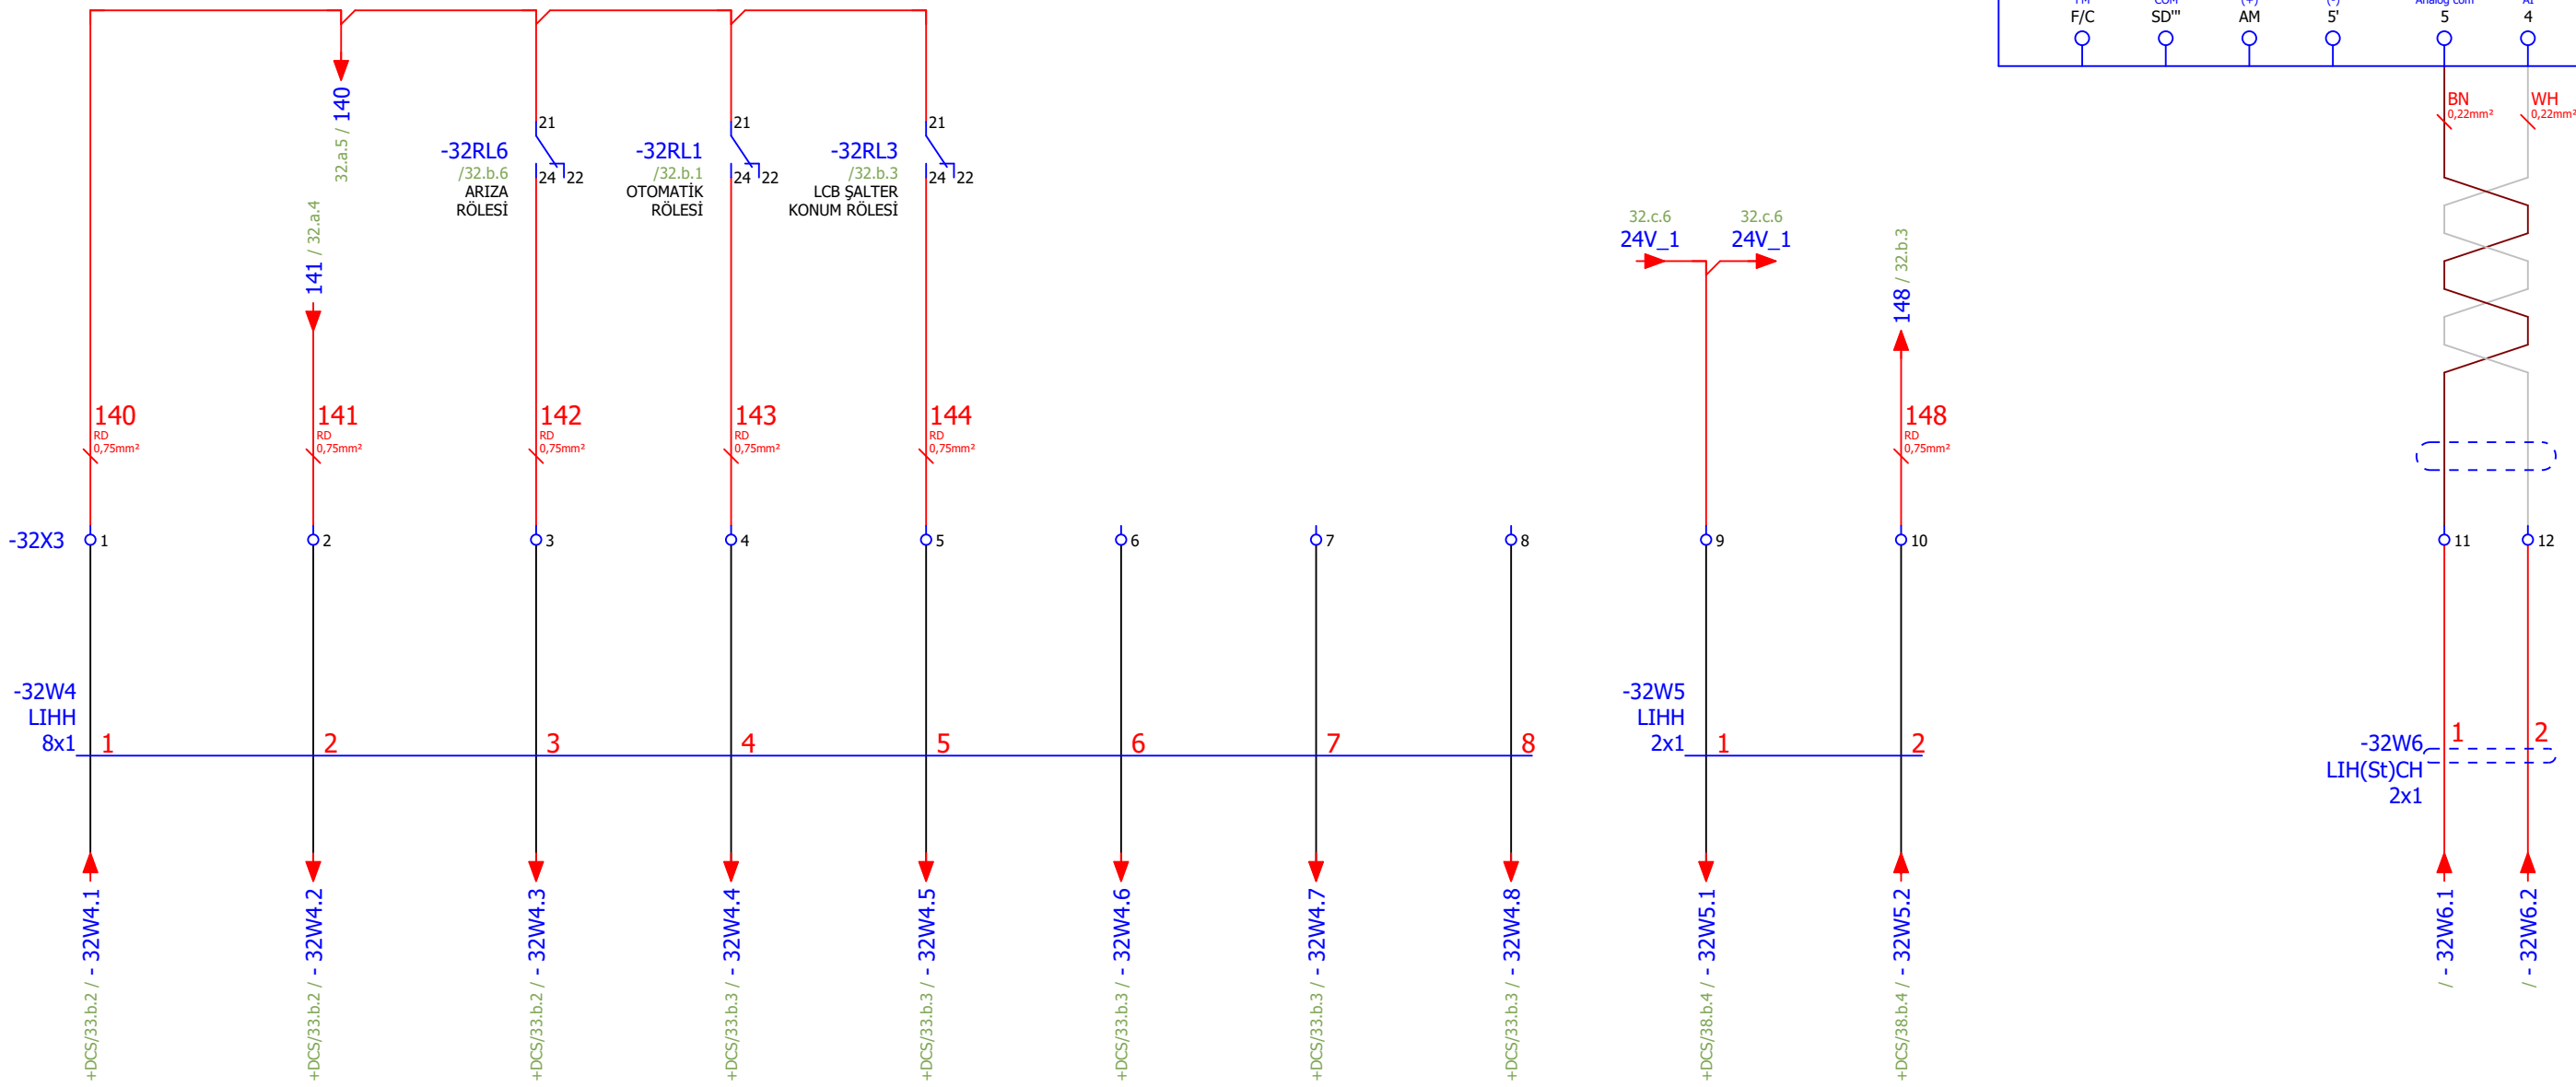 FM COM (+) (-) Analog com AI
F/C SD''' AM 5' 5 4
BN
0,22mm²
WH
0,22mm²
32.a.5 / 140
141 / 32.a.4
21
-32RL6
/32.b.6
ARIZA
RÖLESİ
24 22
21
-32RL1
/32.b.1
OTOMATİK
RÖLESİ
24 22
21
-32RL3
/32.b.3
LCB ŞALTER
KONUM RÖLESİ
24 22
32.c.6 32.c.6
24V_1 24V_1
148 / 32.b.3
140
RD
0,75mm²
141
RD
0,75mm²
142
RD
0,75mm²
143
RD
0,75mm²
144
RD
0,75mm²
148
RD
0,75mm²
-32X3 1 2 3 4 5 6 7 8 9 10 11 12
-32W4
LIHH
8x1 1 2 3 4 5 6 7 8
-32W5
LIHH
2x1 1 2
-32W6 1 2
LIH(St)CH
2x1
+DCS/33.b.2 / - 32W4.1
+DCS/33.b.2 / - 32W4.2
+DCS/33.b.2 / - 32W4.3
+DCS/33.b.3 / - 32W4.4
+DCS/33.b.3 / - 32W4.5
+DCS/33.b.3 / - 32W4.6
+DCS/33.b.3 / - 32W4.7
+DCS/33.b.3 / - 32W4.8
+DCS/38.b.4 / - 32W5.1
+DCS/38.b.4 / - 32W5.2
/ - 32W6.1
/ - 32W6.2